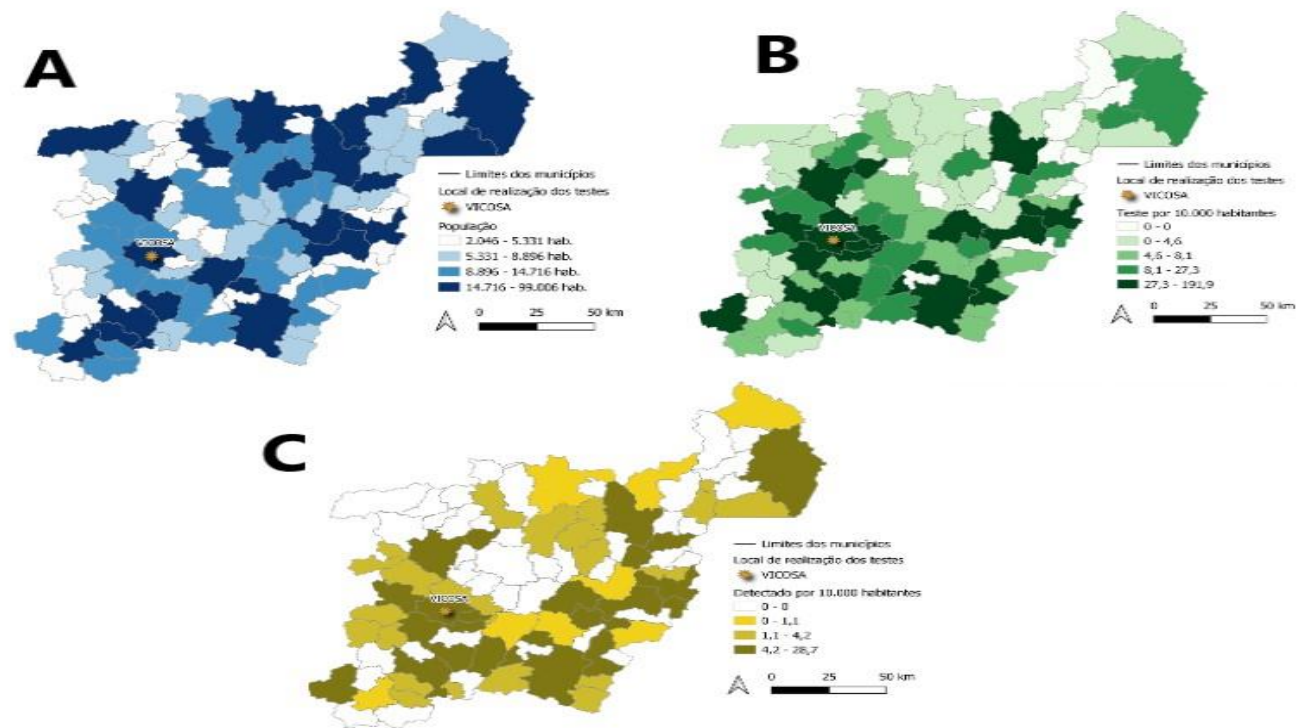 A
Limites dos municípios
Local de realização dos testes
VIICOSA
População
2.046 - 5.331 hab.
5.331 - 8.896 hab.
8.896 - 14.716 hab.
14.716 - 99.006 hab.
0 25 50 km
VICOSA
B
Limites dos municípios
Local de realização dos testes
VICOSA
Teste por 10.000 habitantes
0 - 0
0 - 4,6
4,6 - 8,1
8,1 - 27,3
27,3 - 191,9
0 25 50 km
VICOSA
C
Limites dos municípios
Local de realização dos testes
VICOSA
Detectado por 10.000 habitantes
0 - 0
0 - 1,1
1,1 - 4,2
4,2 - 28,7
0 25 50 km
VICOSA